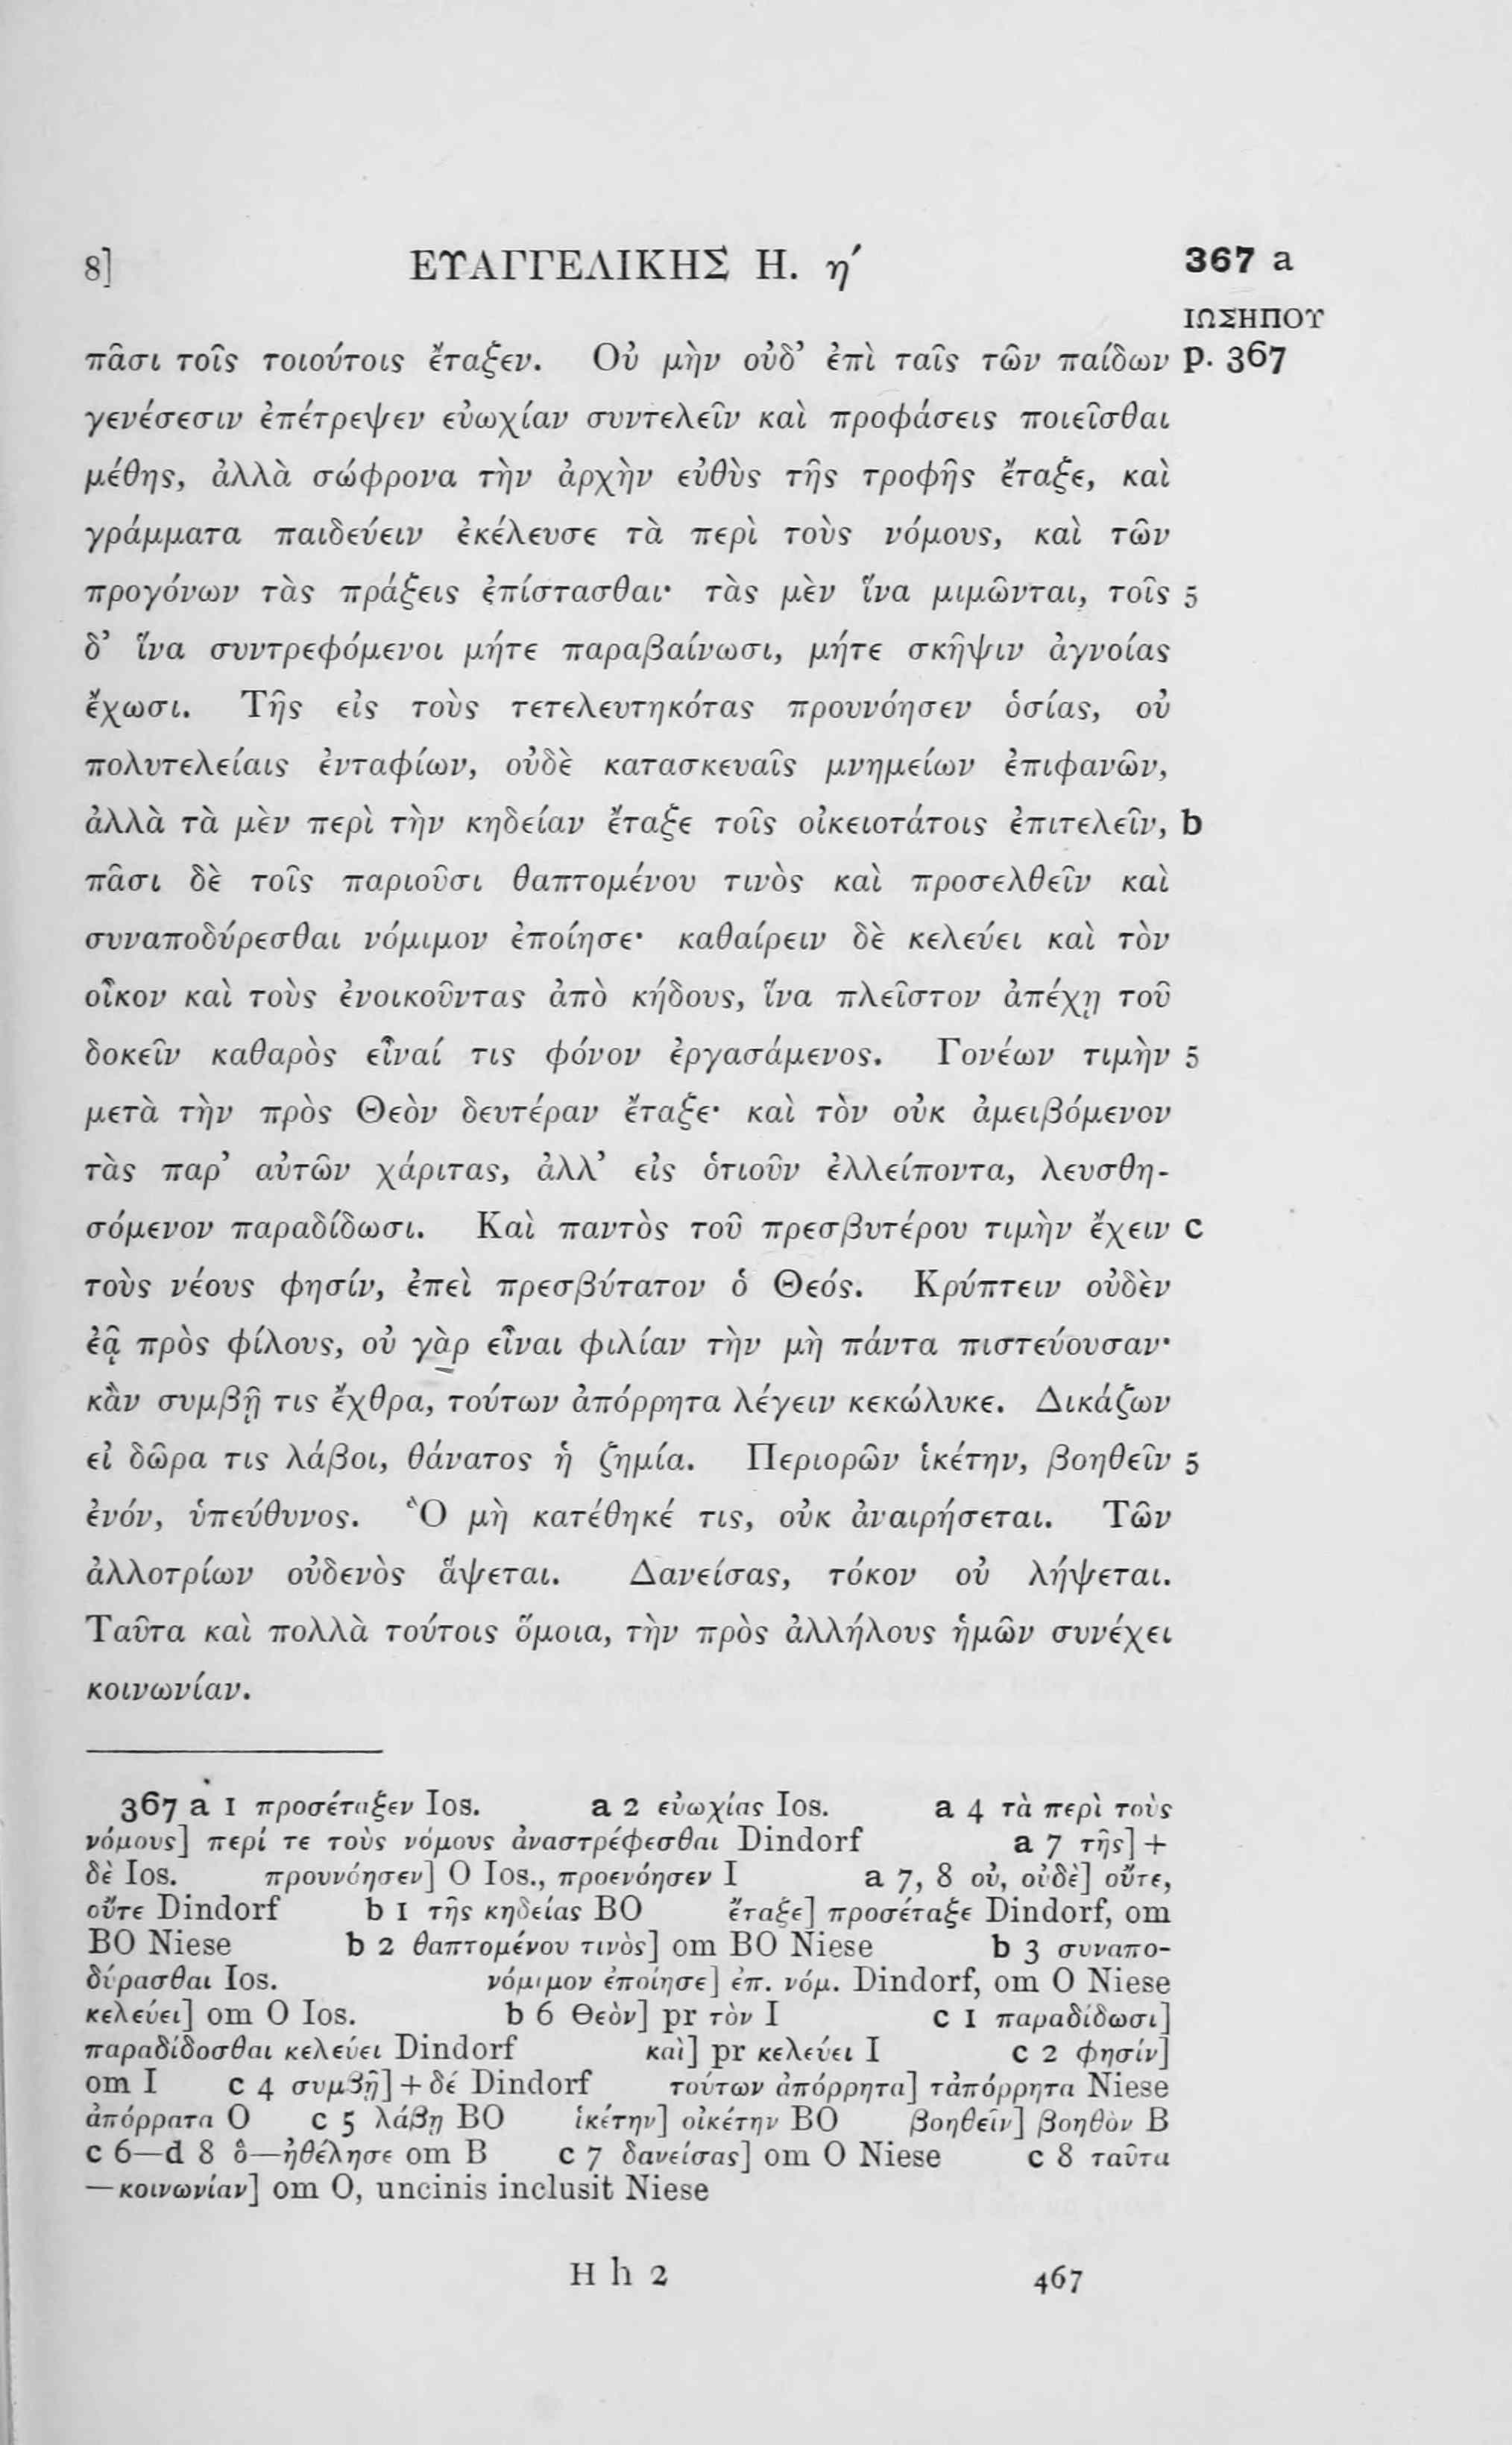 8] ΕΥΑΓΓΕΛΙΚΗΣ Η. η′ 367 a
ΙΩΣΗΠΟΥ
πᾶσι τοῖς τοιούτοις ἔταξεν. Οὐ μὴν οὐδ’ ἐπὶ ταῖς τῶν παίδων p. 367
γενέσεσιν ἐπέτρεψεν εὐωχίαν συντελεῖν καὶ προφάσεις ποιεῖσθαι
μέθης, ἀλλὰ σώφρονα τὴν ἀρχὴν εὐθὺς τῆς τροφῆς ἔταξε, καὶ
γράμματα παιδεύειν ἐκέλευσε τὰ περὶ τοὺς νόμους, καὶ τῶν
προγόνων τὰς πράξεις ἐπίστασθαι· τὰς μὲν ἵνα μιμῶνται, τοῖς 5
δ’ ἵνα συντρεφόμενοι μήτε παραβαίνωσι, μήτε σκῆψιν ἀγνοίας
ἔχωσι. Τῆς εἰς τοὺς τετελευτηκότας προυνόησεν ὁσίας, οὐ
πολυτελείαις ἐνταφίων, οὐδὲ κατασκευαῖς μνημείων ἐπιφανῶν,
ἀλλὰ τὰ μὲν περὶ τὴν κηδείαν ἔταξε τοῖς οἰκειοτάτοις ἐπιτελεῖν, b
πᾶσι δὲ τοῖς παριοῦσι θαπτομένου τινὸς καὶ προσελθεῖν καὶ
συναποδύρεσθαι νόμιμον ἐποίησε· καθαίρειν δὲ κελεύει καὶ τὸν
οἶκον καὶ τοὺς ἐνοικοῦντας ἀπὸ κήδους, ἵνα πλεῖστον ἀπέχῃ τοῦ
δοκεῖν καθαρὸς εἶναί τις φόνον ἐργασάμενος. Γονέων τιμὴν 5
μετὰ τὴν πρὸς Θεὸν δευτέραν ἔταξε· καὶ τὸν οὐκ ἀμειβόμενον
τὰς παρ’ αὐτῶν χάριτας, ἀλλ’ εἰς ὁτιοῦν ἐλλείποντα, λευσθη-
σόμενον παραδίδωσι. Καὶ παντὸς τοῦ πρεσβυτέρου τιμὴν ἔχειν c
τοὺς νέους φησίν, ἐπεὶ πρεσβύτατον ὁ Θεός. Κρύπτειν οὐδὲν
ἐᾷ πρὸς φίλους, οὐ γὰρ εἶναι φιλίαν τὴν μὴ πάντα πιστεύουσαν·
κἂν συμβῇ τις ἔχθρα, τούτων ἀπόρρητα λέγειν κεκώλυκε. Δικάζων
εἰ δῶρα τις λάβοι, θάνατος ἡ ζημία. Περιορῶν ἱκέτην, βοηθεῖν 5
ἐνόν, ὑπεύθυνος. Ὃ μὴ κατέθηκέ τις, οὐκ ἀναιρήσεται. Τῶν
ἀλλοτρίων οὐδενὸς ἅψεται. Δανείσας, τόκον οὐ λήψεται.
Ταῦτα καὶ πολλὰ τούτοις ὅμοια, τὴν πρὸς ἀλλήλους ἡμῶν συνέχει
κοινωνίαν.
367 a 1 προσέταξεν Ios. a 2 εὐωχίας Ios. a 4 τὰ περὶ τοὺς
νόμους] περί τε τοὺς νόμους ἀναστρέφεσθαι Dindorf a 7 τῆς] +
δὲ Ios. προυνόησεν] O Ios., προενόησεν I a 7, 8 οὐ, οὐδὲ] οὔτε,
οὔτε Dindorf b 1 τῆς κηδείας BO ἔταξε] προσέταξε Dindorf, om
BO Niese b 2 θαπτομένου τινὸς] om BO Niese b 3 συναπο-
δύρασθαι Ios. νόμιμον ἐποίησε] ἐπ. νόμ. Dindorf, om O Niese
κελεύει] om O Ios. b 6 Θεὸν] pr τὸν I c 1 παραδίδωσι]
παραδίδοσθαι κελεύει Dindorf καὶ] pr κελεύει I c 2 φησίν]
om I c 4 συμβῇ] + δέ Dindorf τούτων ἀπόρρητα] τἀπόρρητα Niese
ἀπόρρατα O c 5 λάβῃ BO ἱκέτην] οἰκέτην BO βοηθεῖν] βοηθὸν B
c 6—d 8 ὃ—ἠθέλησε om B c 7 δανείσας] om O Niese c 8 ταῦτα
—κοινωνίαν] om O, uncinis inclusit Niese
H h 2 467